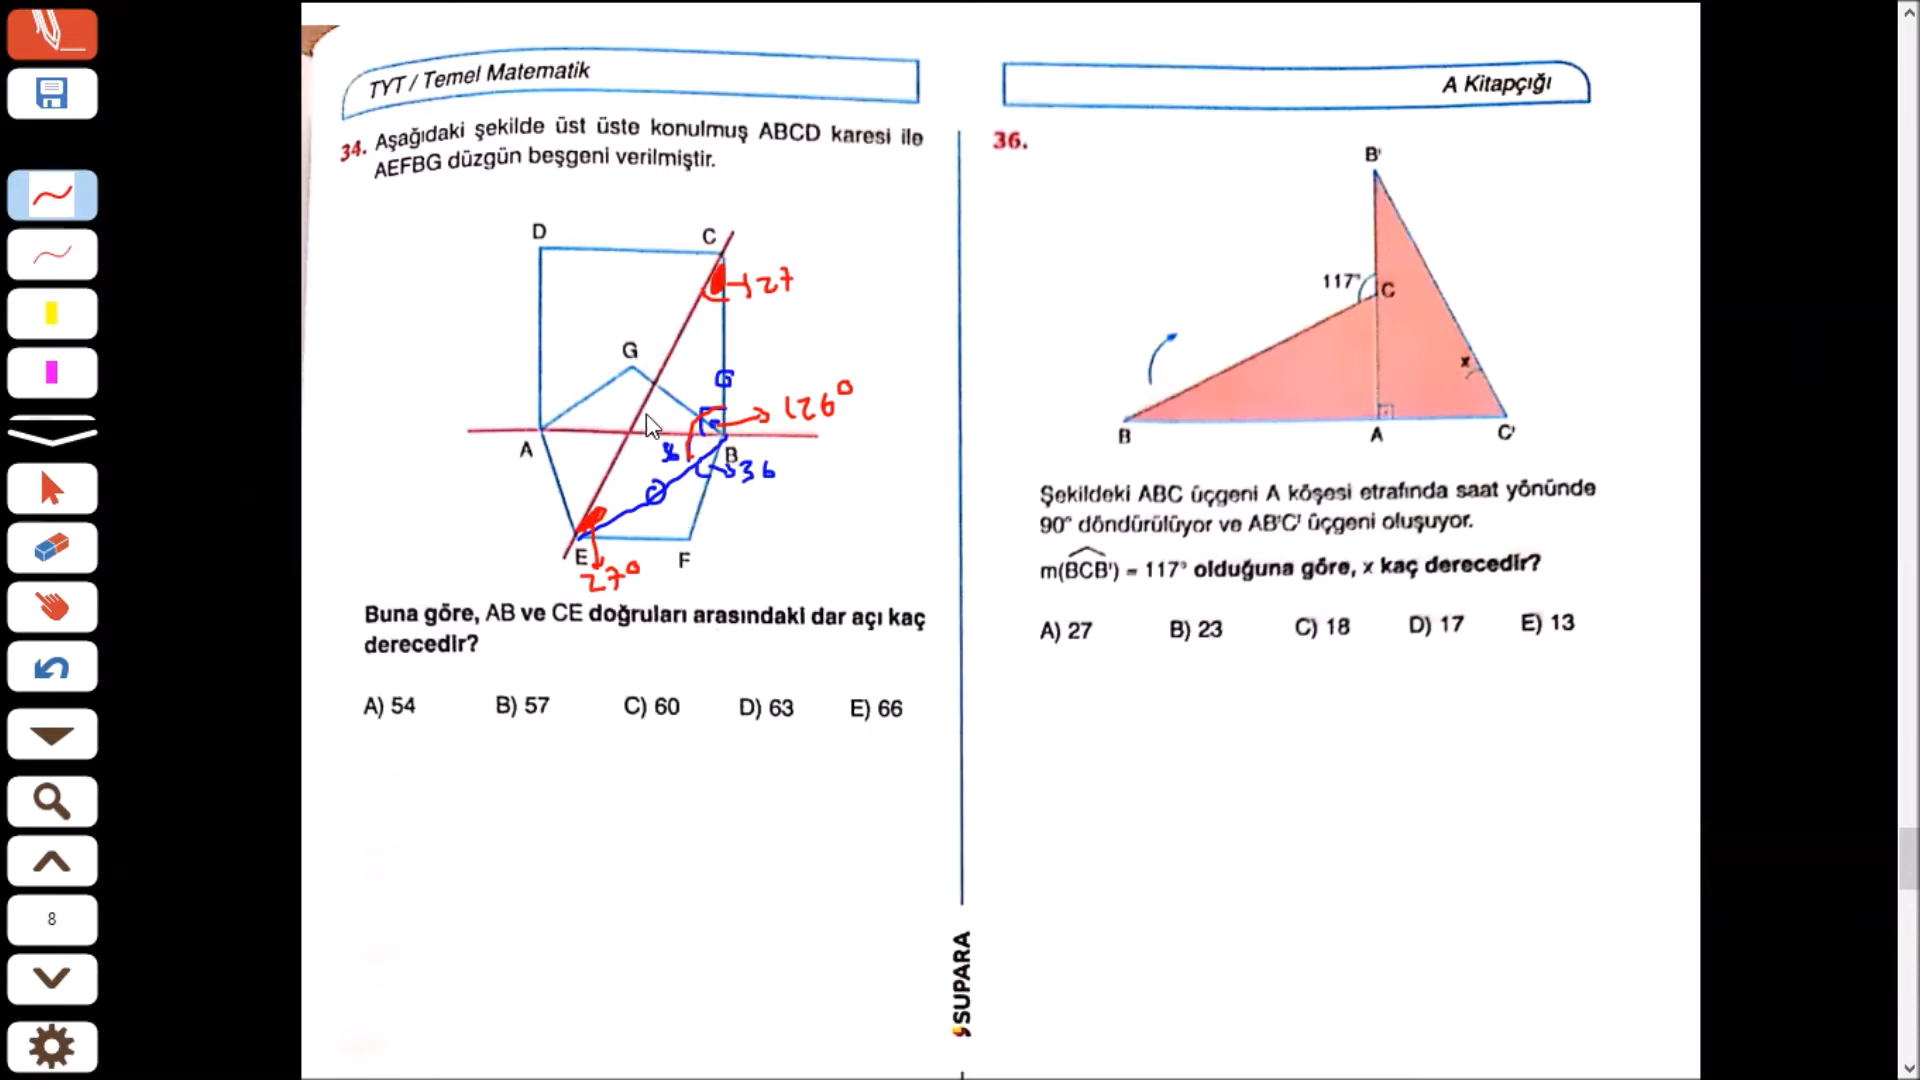 TYT / Temel Matematik
34. Aşağıdaki şekilde üst üste konulmuş ABCD karesi ile
AEFBG düzgün beşgeni verilmiştir.
D
C
27
G
126°
A
B
36
E
F
27°
Buna göre, AB ve CE doğruları arasındaki dar açı kaç
derecedir?
A) 54 B) 57 C) 60 D) 63 E) 66
8
SUPARA
A Kitapçığı
36.
B'
117°
C
x
B
A
C'
Şekildeki ABC üçgeni A köşesi etrafında saat yönünde
90° döndürülüyor ve AB'C' üçgeni oluşuyor.
m(BCB') = 117° olduğuna göre, x kaç derecedir?
A) 27 B) 23 C) 18 D) 17 E) 13